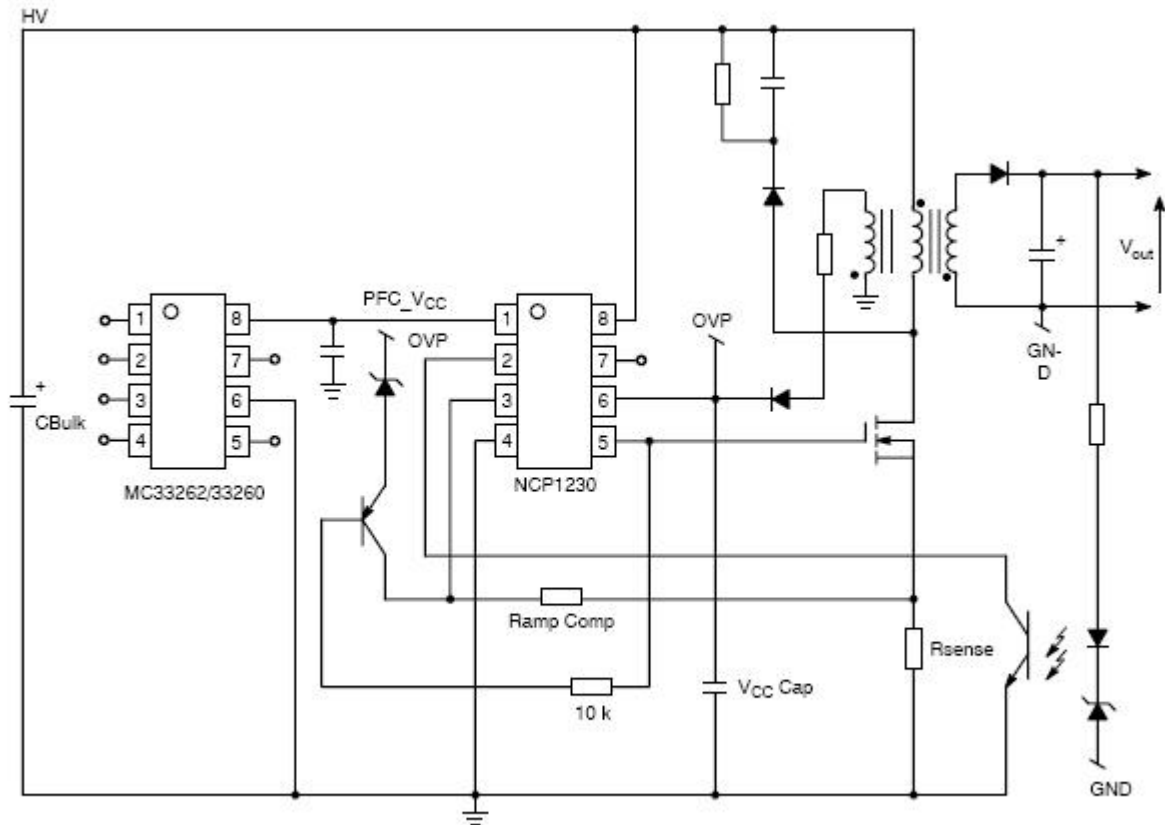 HV
PFC_VCC
OVP
OVP
+
CBulk
1 8
2 7
3 6
4 5
MC33262/33260
1 8
2 7
3 6
4 5
NCP1230
+
Vout
GN-
D
Ramp Comp
Rsense
10 k
VCC Cap
GND